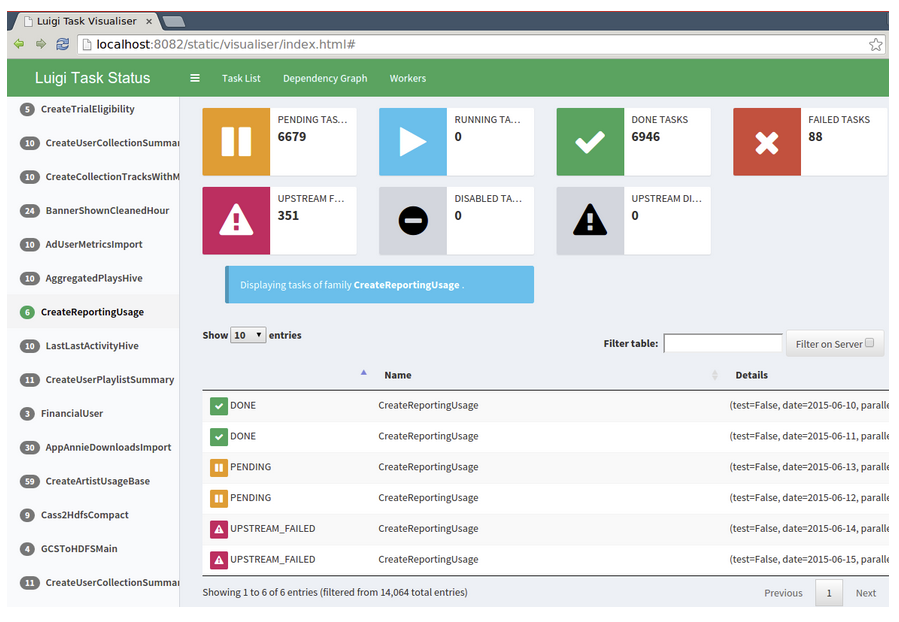 Luigi Task Visualiser ×
localhost:8082/static/visualiser/index.html#
Luigi Task Status
Task List Dependency Graph Workers
5 CreateTrialEligibility
10 CreateUserCollectionSummar
10 CreateCollectionTracksWithM
24 BannerShownCleanedHour
10 AdUserMetricsImport
10 AggregatedPlaysHive
6 CreateReportingUsage
10 LastLastActivityHive
11 CreateUserPlaylistSummary
3 FinancialUser
30 AppAnnieDownloadsImport
59 CreateArtistUsageBase
9 Cass2HdfsCompact
4 GCSToHDFSMain
11 CreateUserCollectionSummar
PENDING TAS...
6679
RUNNING TA...
0
DONE TASKS
6946
FAILED TASKS
88
UPSTREAM F...
351
DISABLED TA...
0
UPSTREAM DI...
0
Displaying tasks of family CreateReportingUsage .
Show 10 entries
Filter table: Filter on Server
Name Details
DONE CreateReportingUsage (test=False, date=2015-06-10, paralle
DONE CreateReportingUsage (test=False, date=2015-06-11, paralle
PENDING CreateReportingUsage (test=False, date=2015-06-13, paralle
PENDING CreateReportingUsage (test=False, date=2015-06-12, paralle
UPSTREAM_FAILED CreateReportingUsage (test=False, date=2015-06-14, paralle
UPSTREAM_FAILED CreateReportingUsage (test=False, date=2015-06-15, paralle
Showing 1 to 6 of 6 entries (filtered from 14,064 total entries)
Previous 1 Next